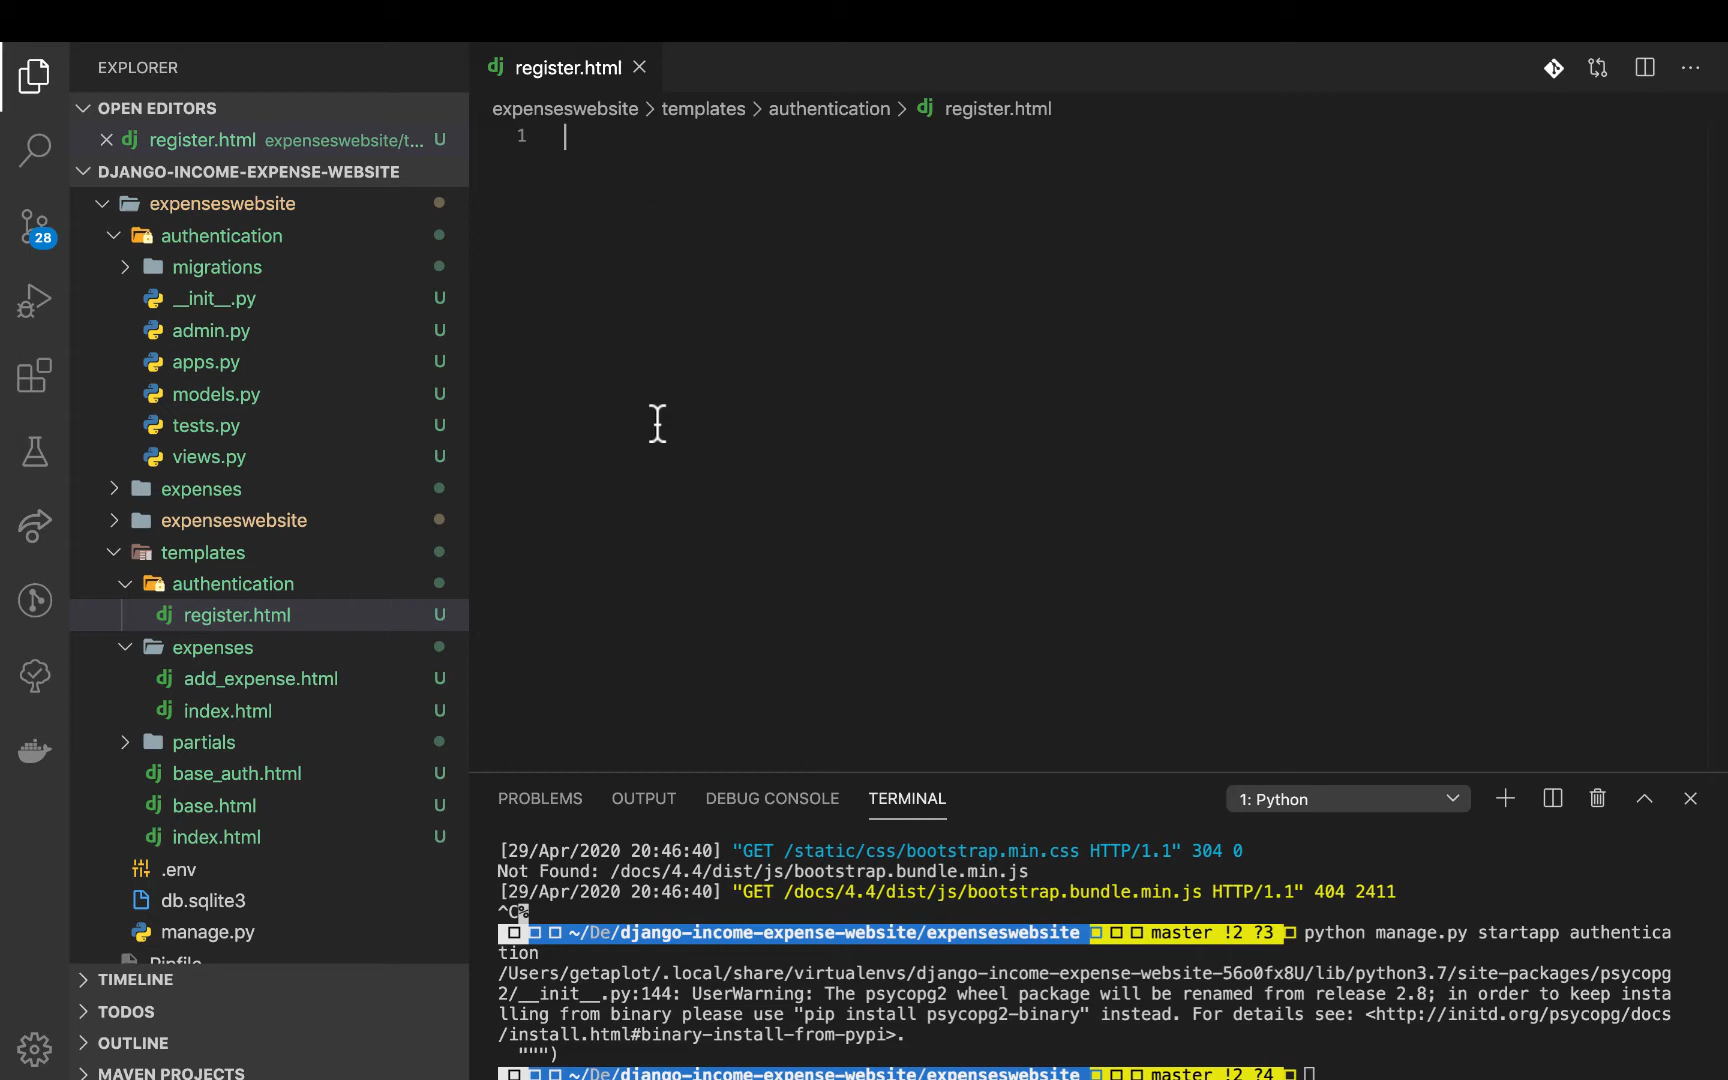 EXPLORER
OPEN EDITORS
register.html expenseswebsite/t... U
DJANGO-INCOME-EXPENSE-WEBSITE
expenseswebsite
authentication
migrations
__init__.py U
admin.py U
apps.py U
models.py U
tests.py U
views.py U
expenses
expenseswebsite
templates
authentication
register.html U
expenses
add_expense.html U
index.html U
partials
base_auth.html U
base.html U
index.html U
.env
db.sqlite3
manage.py
Pipfile
TIMELINE
TODOS
OUTLINE
MAVEN PROJECTS
28
register.html
expenseswebsite > templates > authentication > register.html
1
PROBLEMS OUTPUT DEBUG CONSOLE TERMINAL 1: Python
[29/Apr/2020 20:46:40] "GET /static/css/bootstrap.min.css HTTP/1.1" 304 0
Not Found: /docs/4.4/dist/js/bootstrap.bundle.min.js
[29/Apr/2020 20:46:40] "GET /docs/4.4/dist/js/bootstrap.bundle.min.js HTTP/1.1" 404 2411
^C%
~/De/django-income-expense-website/expenseswebsite master !2 ?3 python manage.py startapp authentica
tion
/Users/getaplot/.local/share/virtualenvs/django-income-expense-website-56o0fx8U/lib/python3.7/site-packages/psycopg
2/__init__.py:144: UserWarning: The psycopg2 wheel package will be renamed from release 2.8; in order to keep insta
lling from binary please use "pip install psycopg2-binary" instead. For details see: <http://initd.org/psycopg/docs
/install.html#binary-install-from-pypi>.
""")
~/De/django-income-expense-website/expenseswebsite master !2 ?4